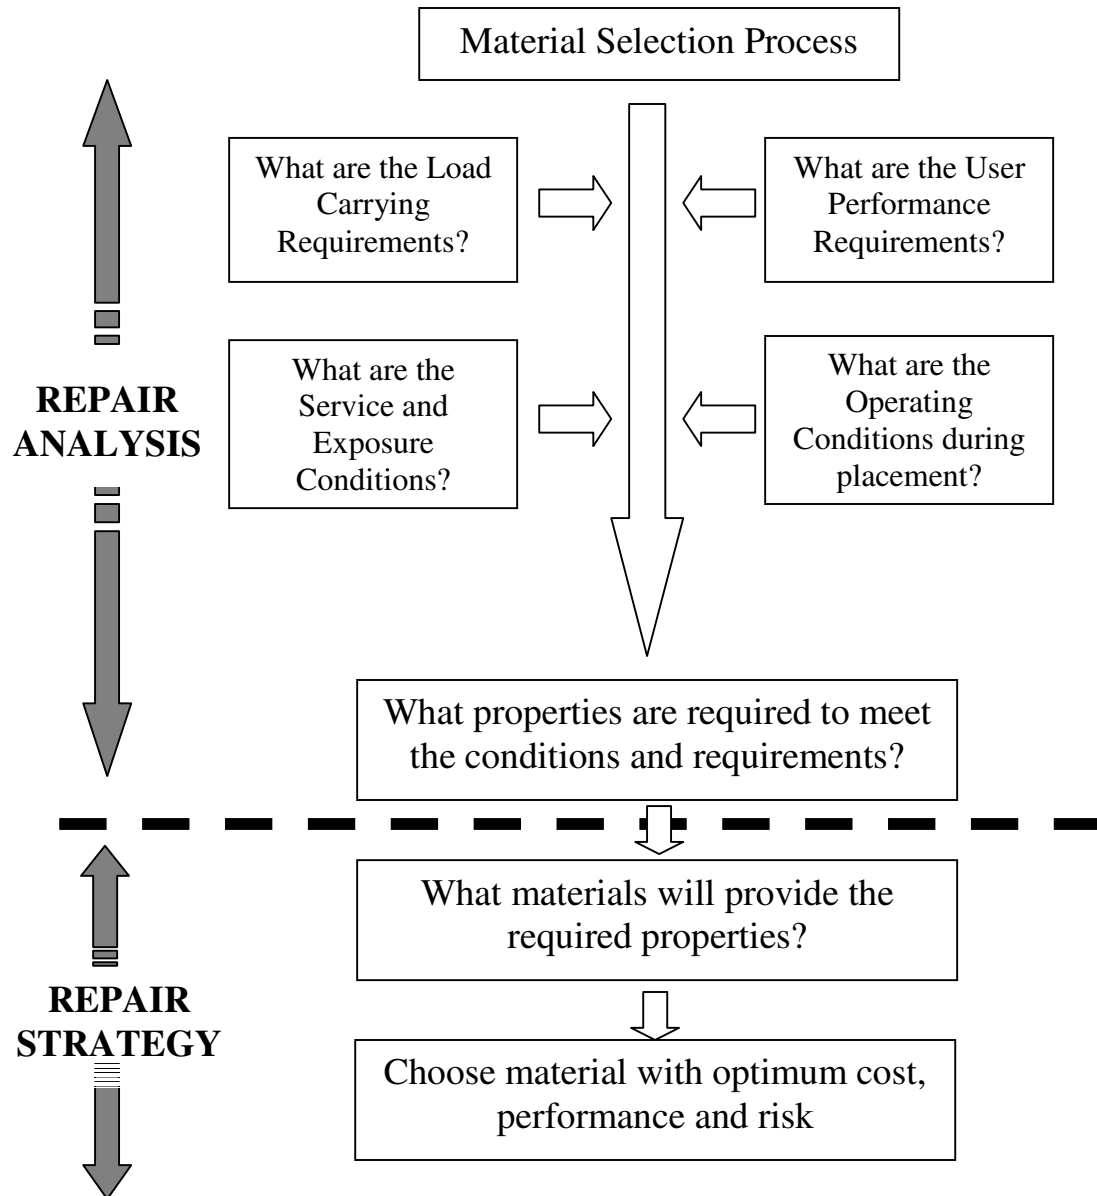 Material Selection Process
What are the Load
Carrying
Requirements?
What are the User
Performance
Requirements?
What are the
Service and
Exposure
Conditions?
What are the
Operating
Conditions during
placement?
REPAIR
ANALYSIS
What properties are required to meet
the conditions and requirements?
What materials will provide the
required properties?
REPAIR
STRATEGY
Choose material with optimum cost,
performance and risk